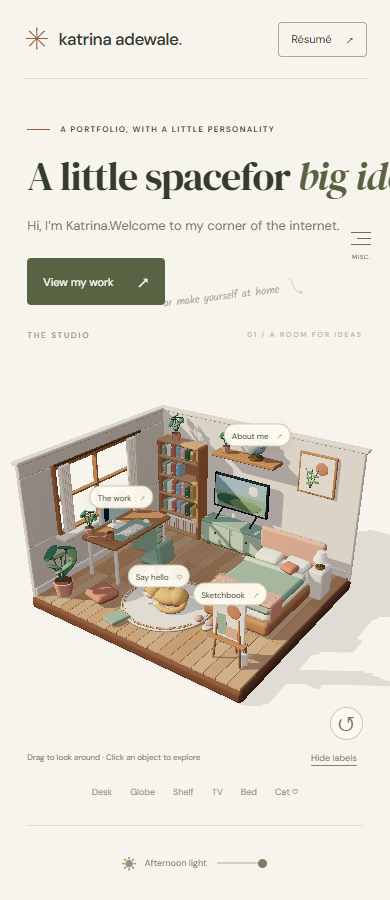 katrina adewale.
Résumé ↗
A PORTFOLIO, WITH A LITTLE PERSONALITY
A little spacefor big ide
Hi, I'm Katrina.Welcome to my corner of the internet.
MISC.
View my work ↗
or make yourself at home
THE STUDIO
01 / A ROOM FOR IDEAS
About me ↗
The work ↗
Say hello ♡
Sketchbook ↗
Drag to look around · Click an object to explore
Hide labels
Desk Globe Shelf TV Bed Cat ♡
Afternoon light